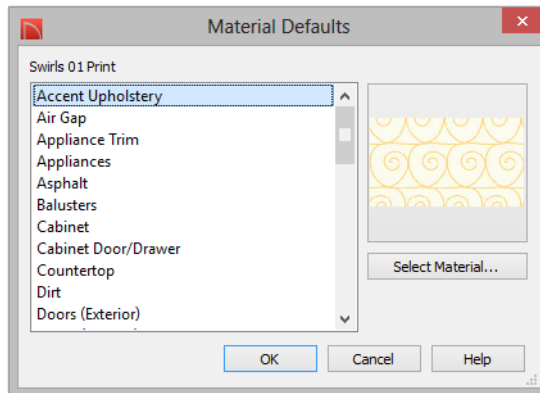 Material Defaults
Swirls 01 Print
Accent Upholstery
Air Gap
Appliance Trim
Appliances
Asphalt
Balusters
Cabinet
Cabinet Door/Drawer
Countertop
Dirt
Doors (Exterior)
Select Material...
OK
Cancel
Help